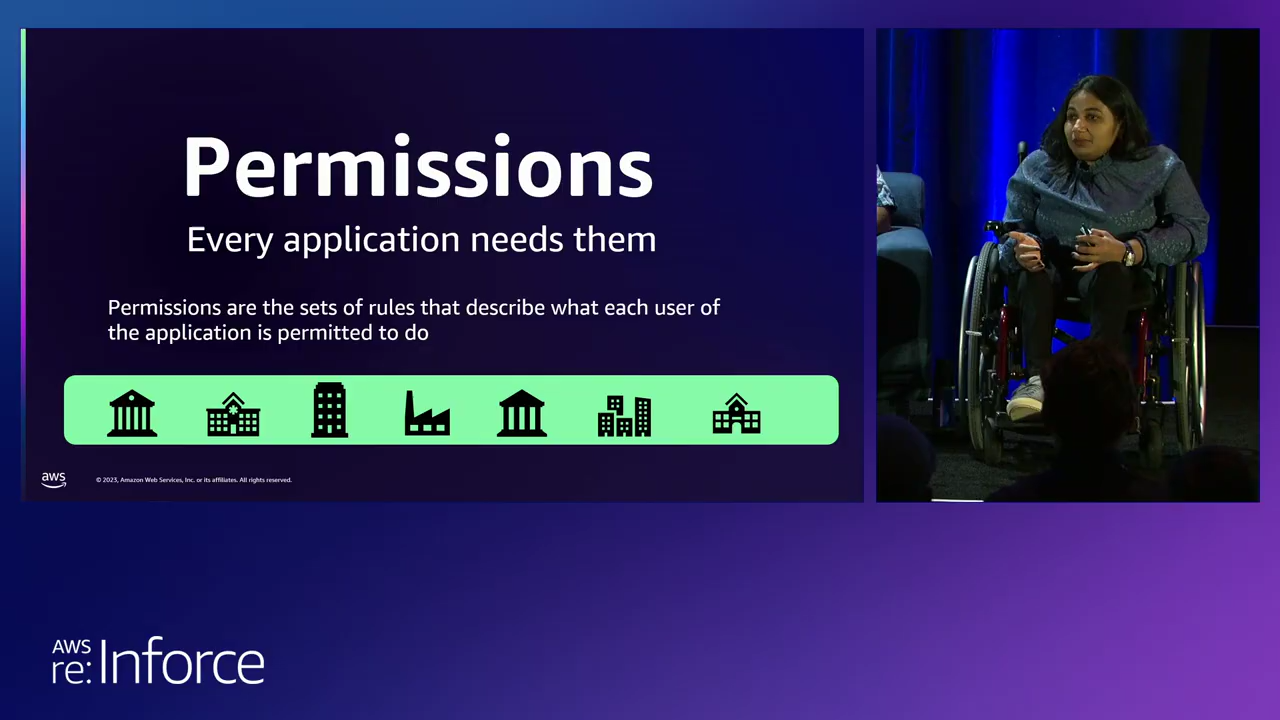 Permissions
Every application needs them
Permissions are the sets of rules that describe what each user of
the application is permitted to do
aws
© 2023, Amazon Web Services, Inc. or its affiliates. All rights reserved.
AWS
re:Inforce